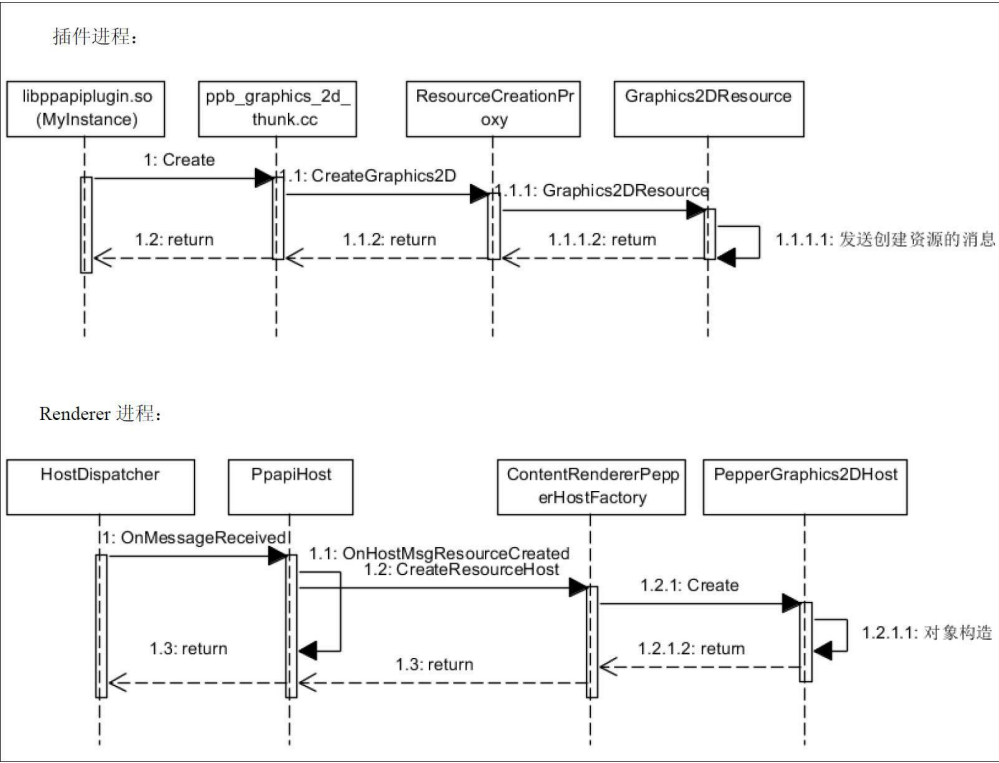 插件进程：
libppapiplugin.so
(MyInstance)
ppb_graphics_2d_
thunk.cc
ResourceCreationPr
oxy
Graphics2DResource
1: Create
1.1: CreateGraphics2D
1.1.1: Graphics2DResource
1.2: return
1.1.2: return
1.1.1.2: return
1.1.1.1: 发送创建资源的消息
Renderer 进程：
HostDispatcher
PpapiHost
ContentRendererPepp
erHostFactory
PepperGraphics2DHost
1: OnMessageReceived
1.1: OnHostMsgResourceCreated
1.2: CreateResourceHost
1.2.1: Create
1.2.1.1: 对象构造
1.3: return
1.3: return
1.2.1.2: return